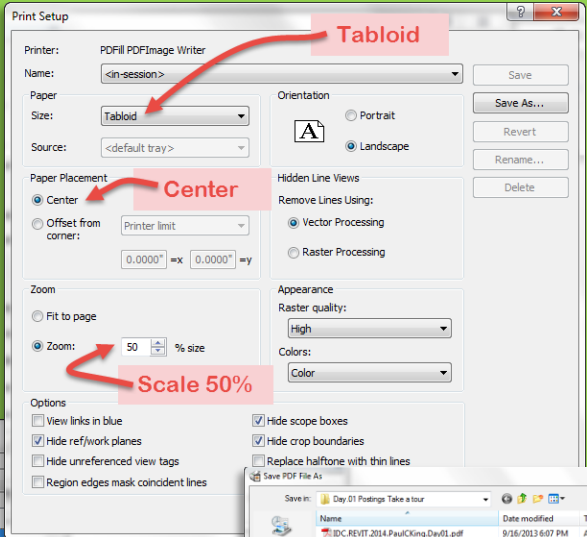 Print Setup
Tabloid
Printer: PDFill PDFImage Writer
Name: <in-session>
Save
Paper
Size: Tabloid
Source: <default tray>
Orientation
Portrait
A
Landscape
Save As...
Revert
Rename...
Delete
Paper Placement
Center
Center
Offset from corner: Printer limit
0.0000" =x 0.0000" =y
Hidden Line Views
Remove Lines Using:
Vector Processing
Raster Processing
Zoom
Fit to page
Zoom: 50 % size
Scale 50%
Appearance
Raster quality:
High
Colors:
Color
Options
View links in blue
Hide scope boxes
Hide ref/work planes
Hide crop boundaries
Hide unreferenced view tags
Replace halftone with thin lines
Region edges mask coincident lines
Save PDF File As
Save in: Day.01 Postings Take a tour
Name Date modified
IDC.REVIT.2014.PaulCKing.Day01.pdf 9/16/2013 6:07 PM